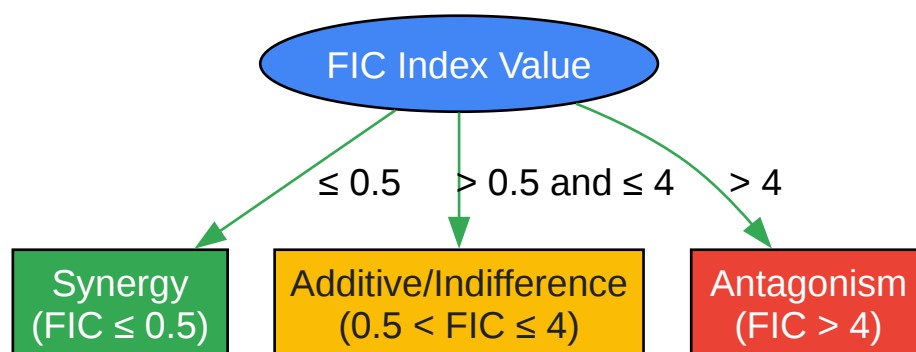 FIC Index Value
≤ 0.5
> 0.5 and ≤ 4
> 4
Synergy
(FIC ≤ 0.5)
Additive/Indifference
(0.5 < FIC ≤ 4)
Antagonism
(FIC > 4)